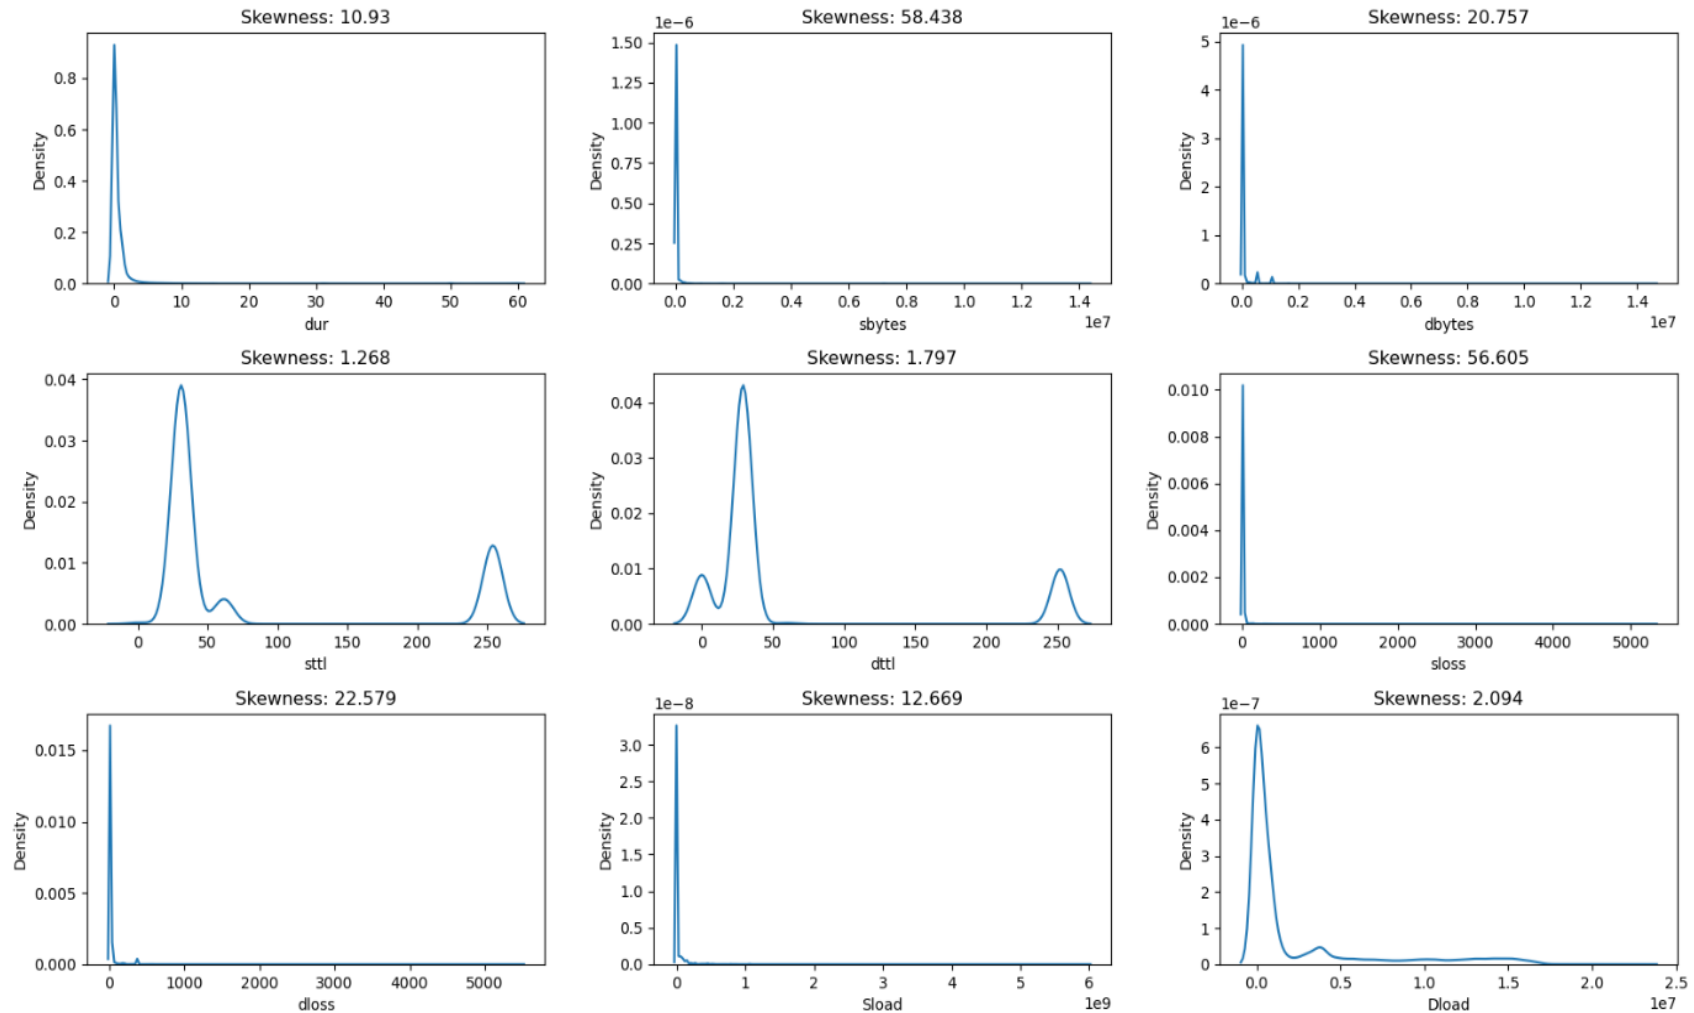 Skewness: 10.93
0.8
0.6
0.4
0.2
0.0
Density
0 10 20 30 40 50 60
dur
Skewness: 58.438
1e−6
1.50
1.25
1.00
0.75
0.50
0.25
0.00
Density
0.0 0.2 0.4 0.6 0.8 1.0 1.2 1.4
1e7
sbytes
Skewness: 20.757
1e−6
5
4
3
2
1
0
Density
0.0 0.2 0.4 0.6 0.8 1.0 1.2 1.4
1e7
dbytes
Skewness: 1.268
0.04
0.03
0.02
0.01
0.00
Density
0 50 100 150 200 250
sttl
Skewness: 1.797
0.04
0.03
0.02
0.01
0.00
Density
0 50 100 150 200 250
dttl
Skewness: 56.605
0.010
0.008
0.006
0.004
0.002
0.000
Density
0 1000 2000 3000 4000 5000
sloss
Skewness: 22.579
0.015
0.010
0.005
0.000
Density
0 1000 2000 3000 4000 5000
dloss
Skewness: 12.669
1e−8
3.0
2.5
2.0
1.5
1.0
0.5
0.0
Density
0 1 2 3 4 5 6
1e9
Sload
Skewness: 2.094
1e−7
6
5
4
3
2
1
0
Density
0.0 0.5 1.0 1.5 2.0 2.5
1e7
Dload